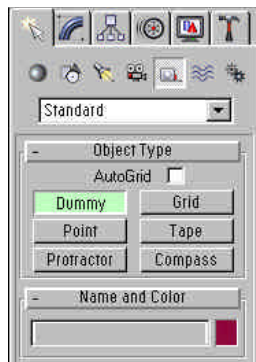 Standard
- Object Type
AutoGrid
Dummy Grid
Point Tape
Protractor Compass
- Name and Color